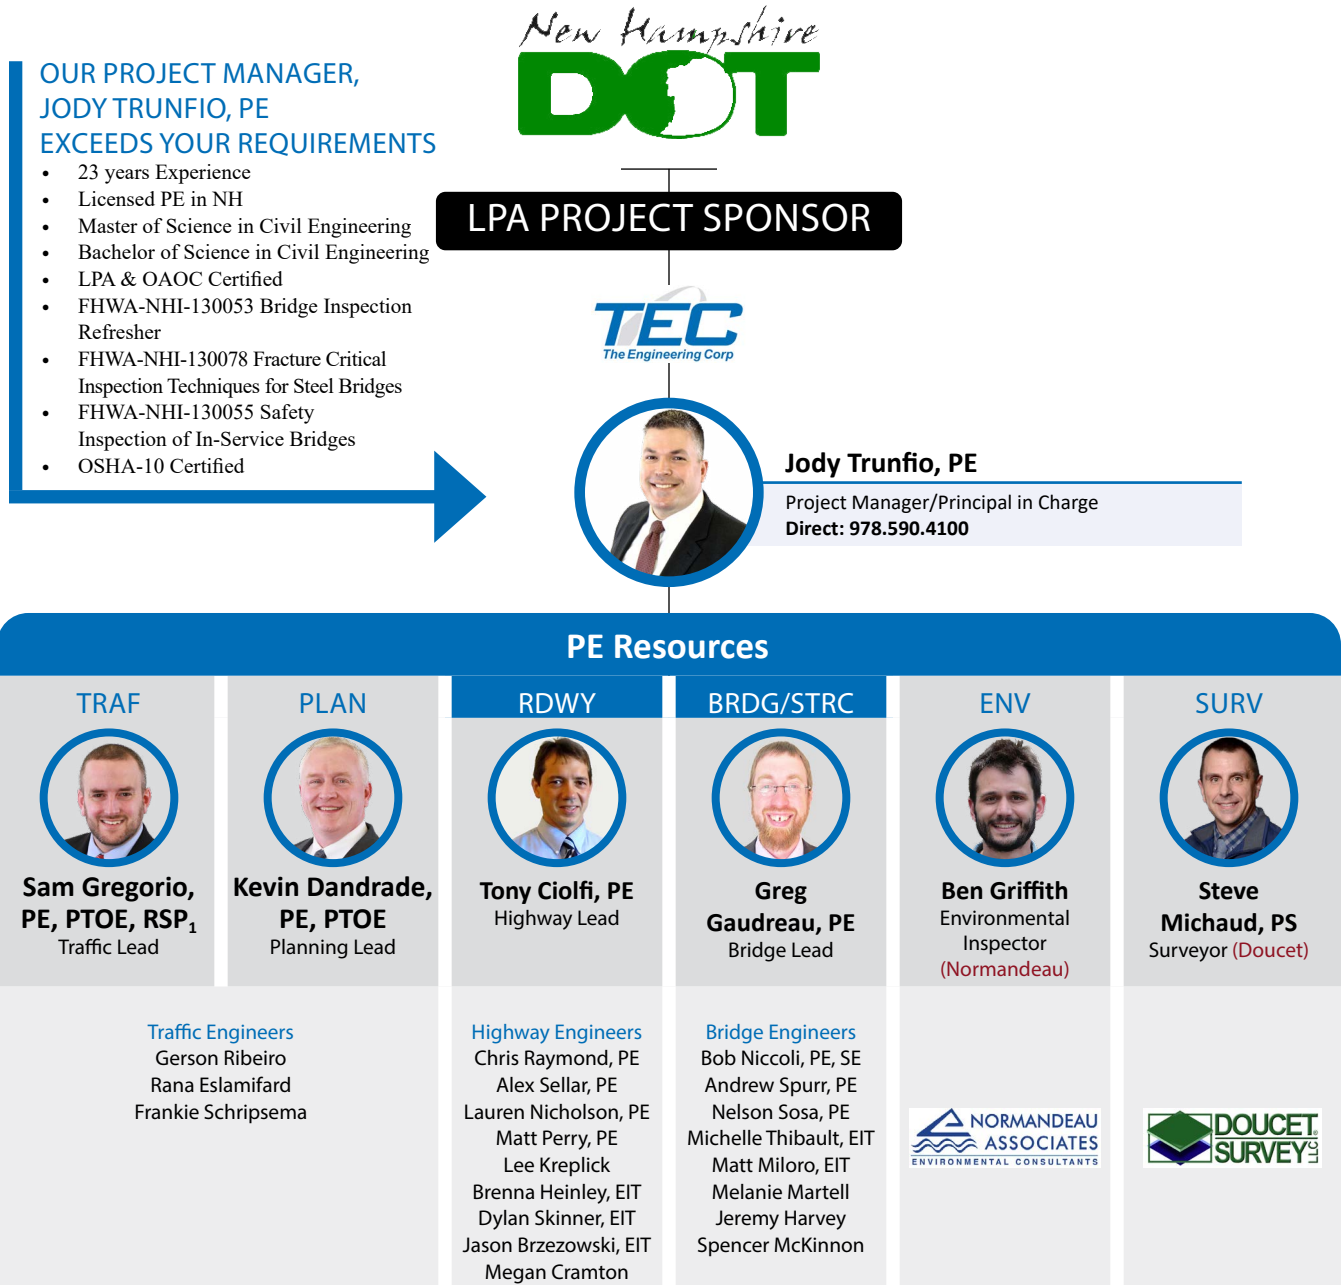 New Hampshire
DOT
OUR PROJECT MANAGER,
JODY TRUNFIO, PE
EXCEEDS YOUR REQUIREMENTS
• 23 years Experience
• Licensed PE in NH
• Master of Science in Civil Engineering
• Bachelor of Science in Civil Engineering
• LPA & OAOC Certified
• FHWA-NHI-130053 Bridge Inspection
Refresher
• FHWA-NHI-130078 Fracture Critical
Inspection Techniques for Steel Bridges
• FHWA-NHI-130055 Safety
Inspection of In-Service Bridges
• OSHA-10 Certified
LPA PROJECT SPONSOR
TEC
The Engineering Corp
Jody Trunfio, PE
Project Manager/Principal in Charge
Direct: 978.590.4100
PE Resources
TRAF
Sam Gregorio,
PE, PTOE, RSP1
Traffic Lead
PLAN
Kevin Dandrade,
PE, PTOE
Planning Lead
Traffic Engineers
Gerson Ribeiro
Rana Eslamifard
Frankie Schripsema
RDWY
Tony Ciolfi, PE
Highway Lead
Highway Engineers
Chris Raymond, PE
Alex Sellar, PE
Lauren Nicholson, PE
Matt Perry, PE
Lee Kreplick
Brenna Heinley, EIT
Dylan Skinner, EIT
Jason Brzezowski, EIT
Megan Cramton
BRDG/STRC
Greg
Gaudreau, PE
Bridge Lead
Bridge Engineers
Bob Niccoli, PE, SE
Andrew Spurr, PE
Nelson Sosa, PE
Michelle Thibault, EIT
Matt Miloro, EIT
Melanie Martell
Jeremy Harvey
Spencer McKinnon
ENV
Ben Griffith
Environmental
Inspector
(Normandeau)
NORMANDEAU
ASSOCIATES
ENVIRONMENTAL CONSULTANTS
SURV
Steve
Michaud, PS
Surveyor (Doucet)
DOUCET
SURVEY LLC